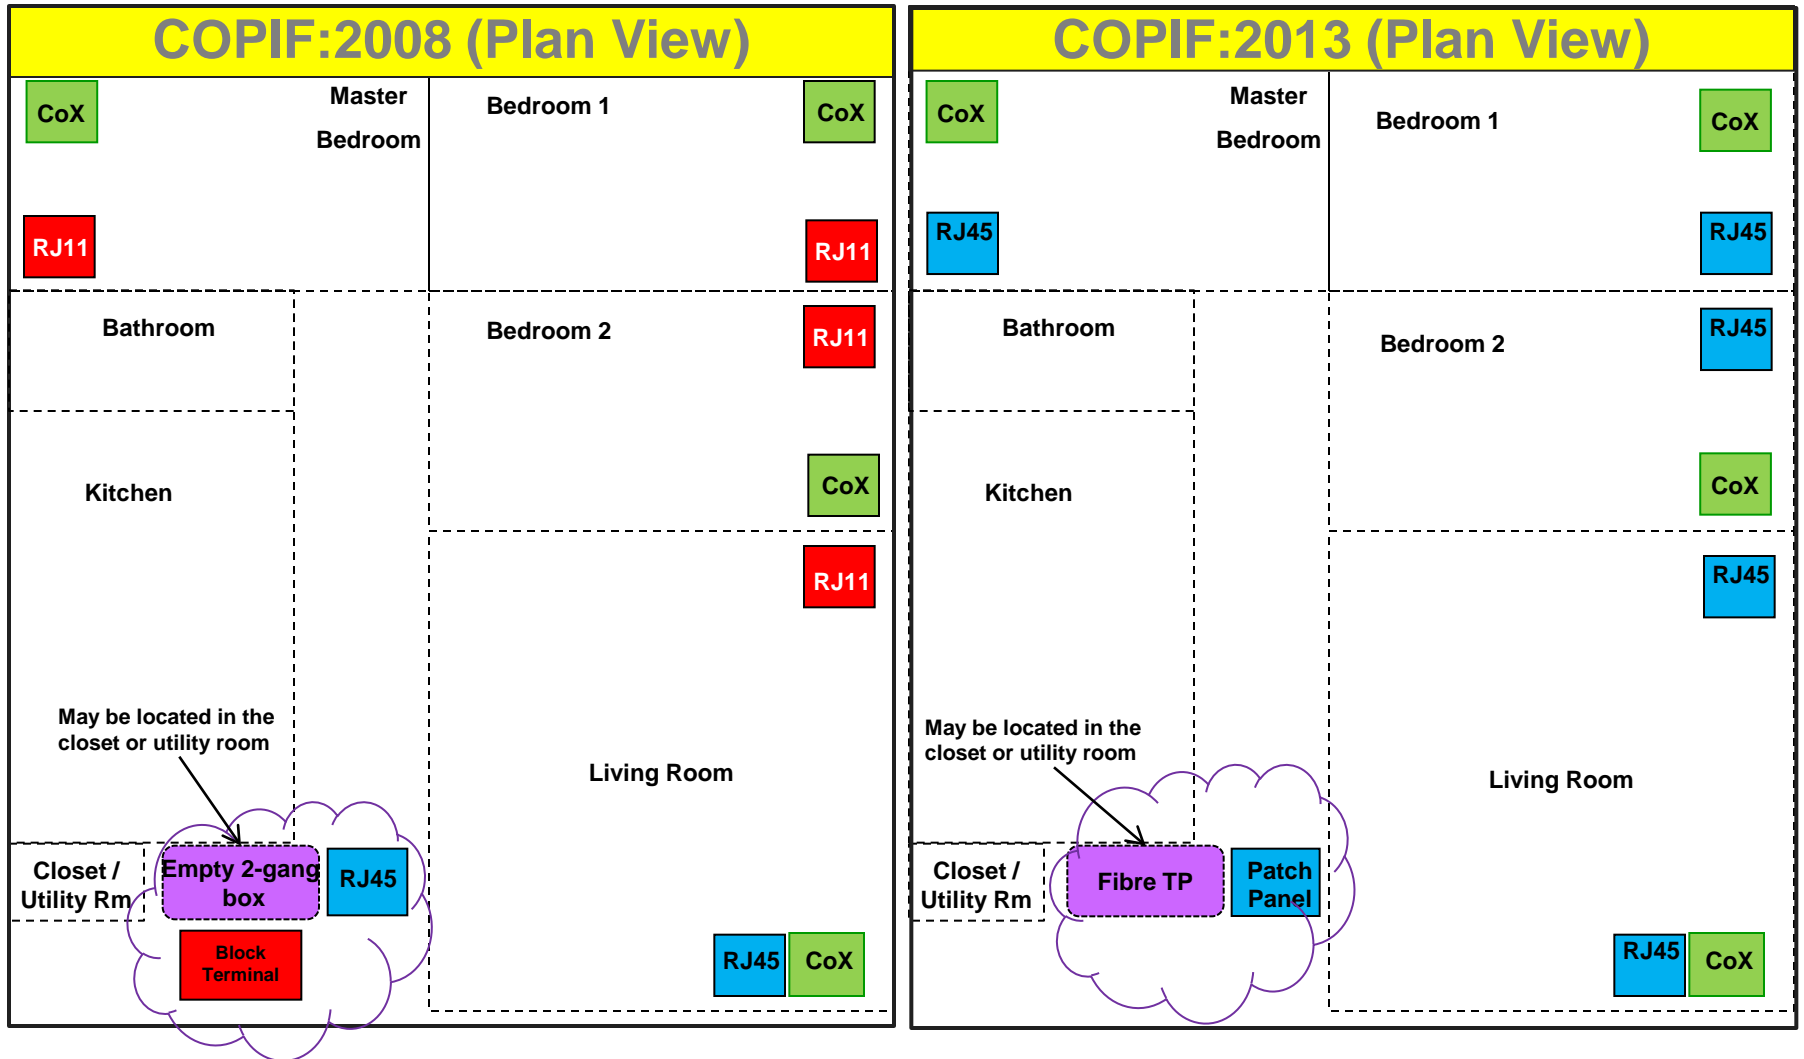 COPIF:2008 (Plan View)
CoX
Master
Bedroom
Bedroom 1
CoX
RJ11
RJ11
Bathroom
Bedroom 2
RJ11
Kitchen
CoX
RJ11
May be located in the
closet or utility room
Living Room
Closet /
Utility Rm
Empty 2-gang
box
RJ45
Block
Terminal
RJ45
CoX
COPIF:2013 (Plan View)
CoX
Master
Bedroom
Bedroom 1
CoX
RJ45
RJ45
Bathroom
Bedroom 2
RJ45
Kitchen
CoX
RJ45
May be located in the
closet or utility room
Living Room
Closet /
Utility Rm
Fibre TP
Patch
Panel
RJ45
CoX